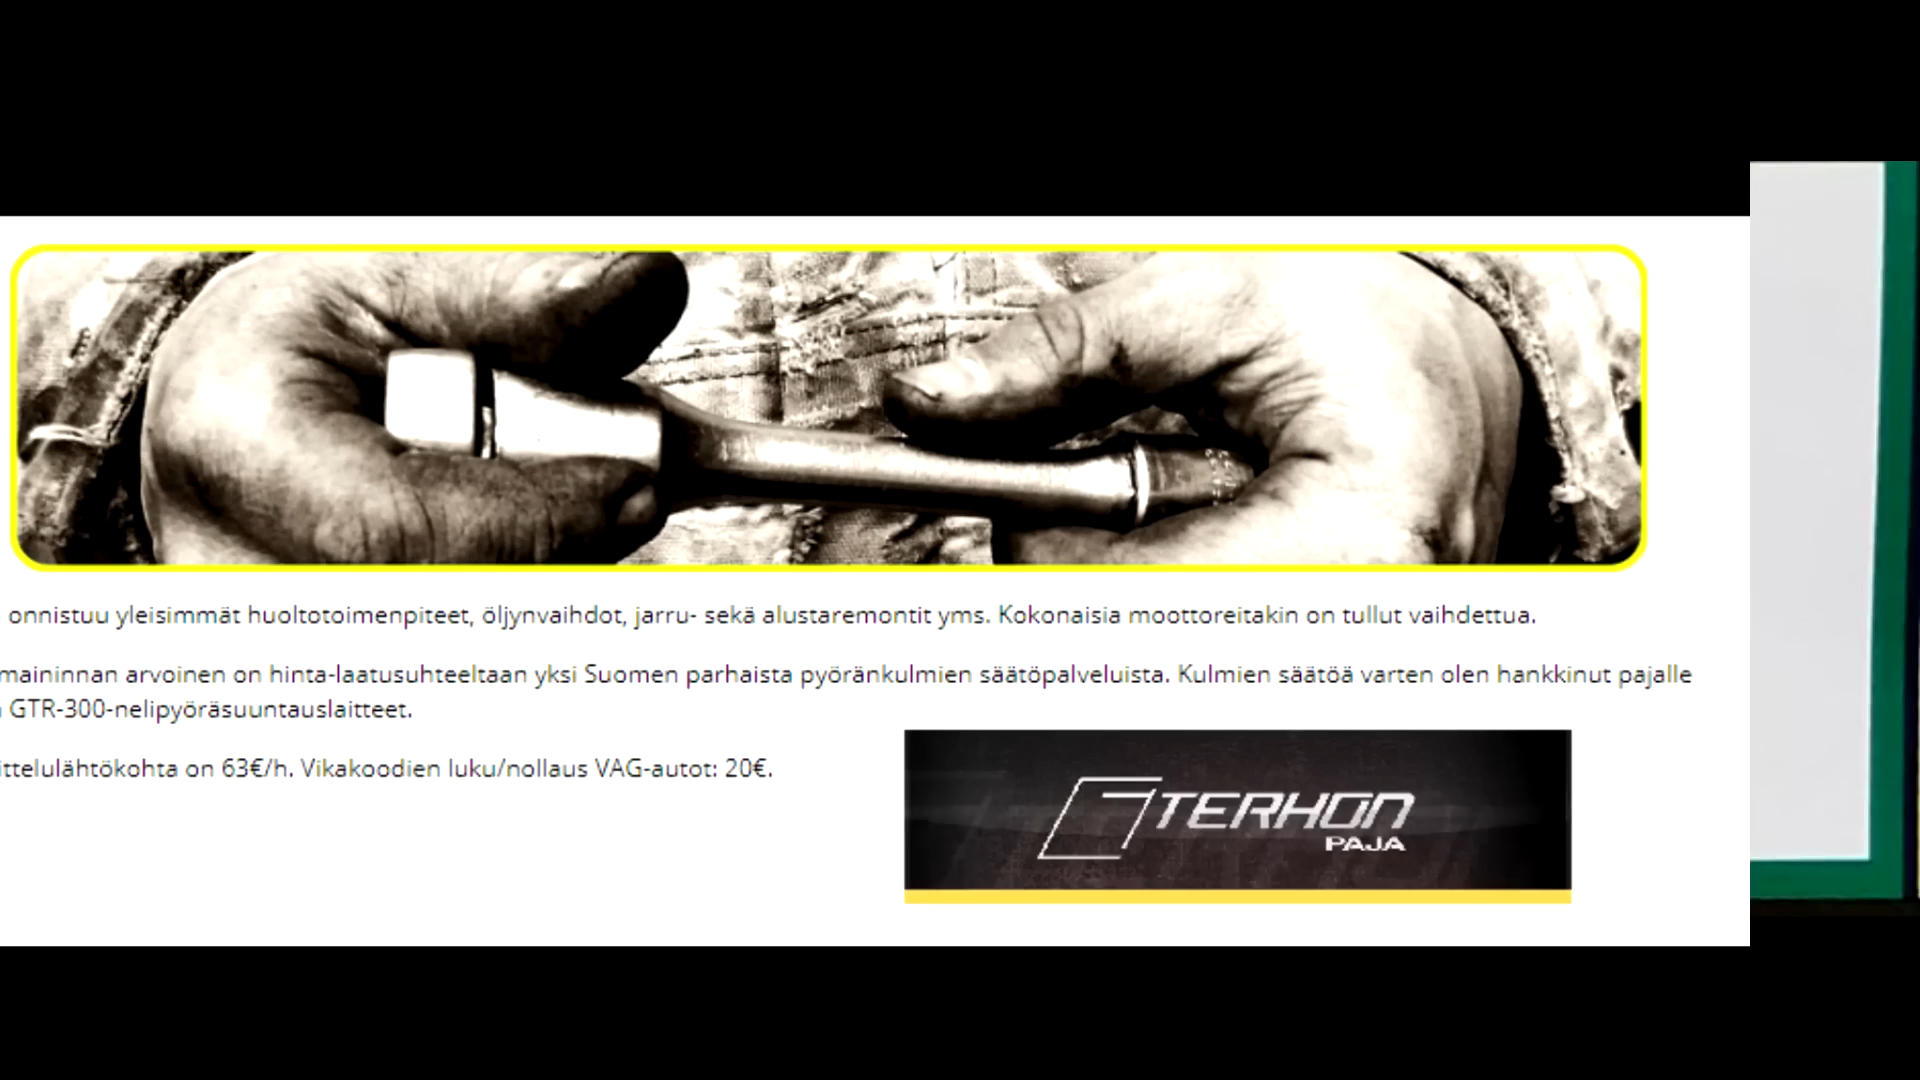 onnistuu yleisimmät huoltotoimenpiteet, öljynvaihdot, jarru- sekä alustaremontit yms. Kokonaisia moottoreitakin on tullut vaihdettua.
maininnan arvoinen on hinta-laatusuhteeltaan yksi Suomen parhaista pyöränkulmien säätöpalveluista. Kulmien säätöä varten olen hankkinut pajalle
GTR-300-nelipyöräsuuntauslaitteet.
ittelulähtökohta on 63€/h. Vikakoodien luku/nollaus VAG-autot: 20€.
TERHON
PAJA